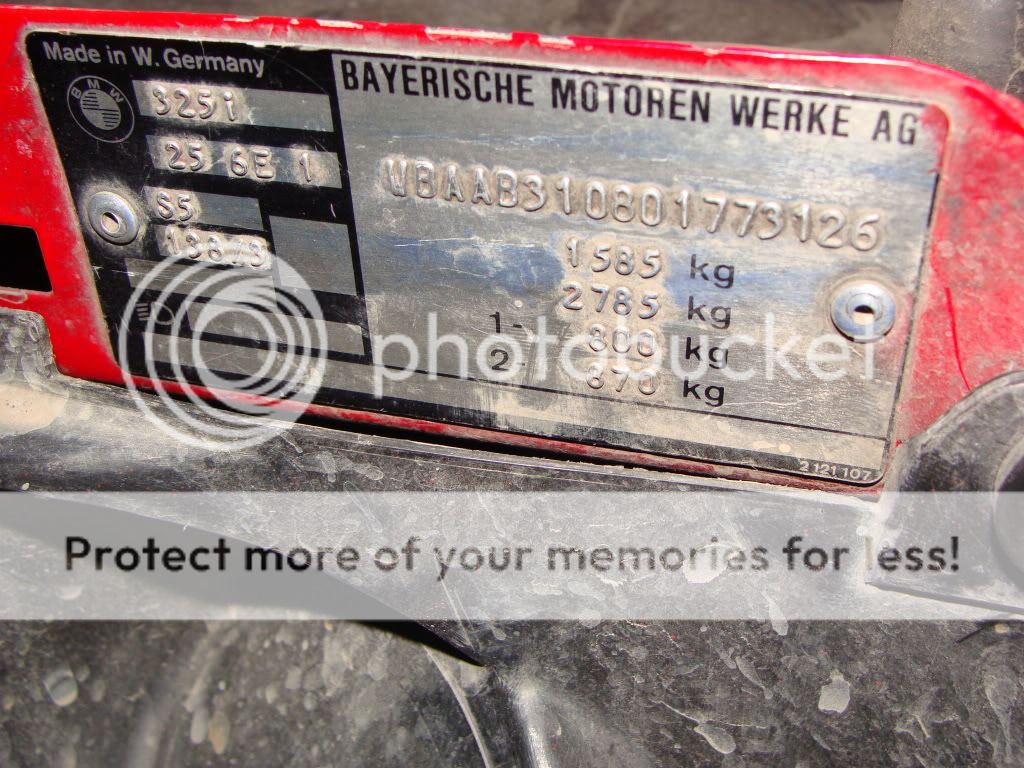 Made in W. Germany
BMW
325i
25 6E 1
S5
13873
BAYERISCHE MOTOREN WERKE AG
WBAAB310801773126
1585 kg
2785 kg
1- 800 kg
2- 870 kg
2 121 107
photobucket
Protect more of your memories for less!